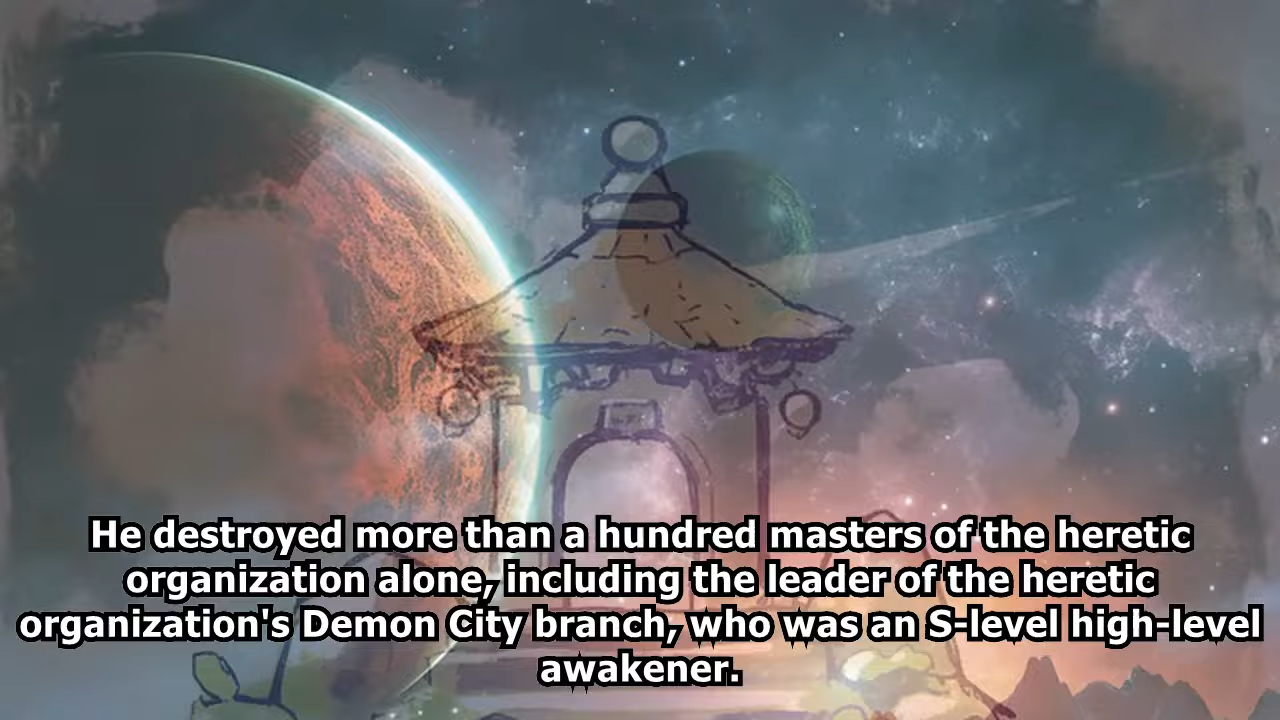 He destroyed more than a hundred masters of the heretic
organization alone, including the leader of the heretic
organization's Demon City branch, who was an S-level high-level
awakener.